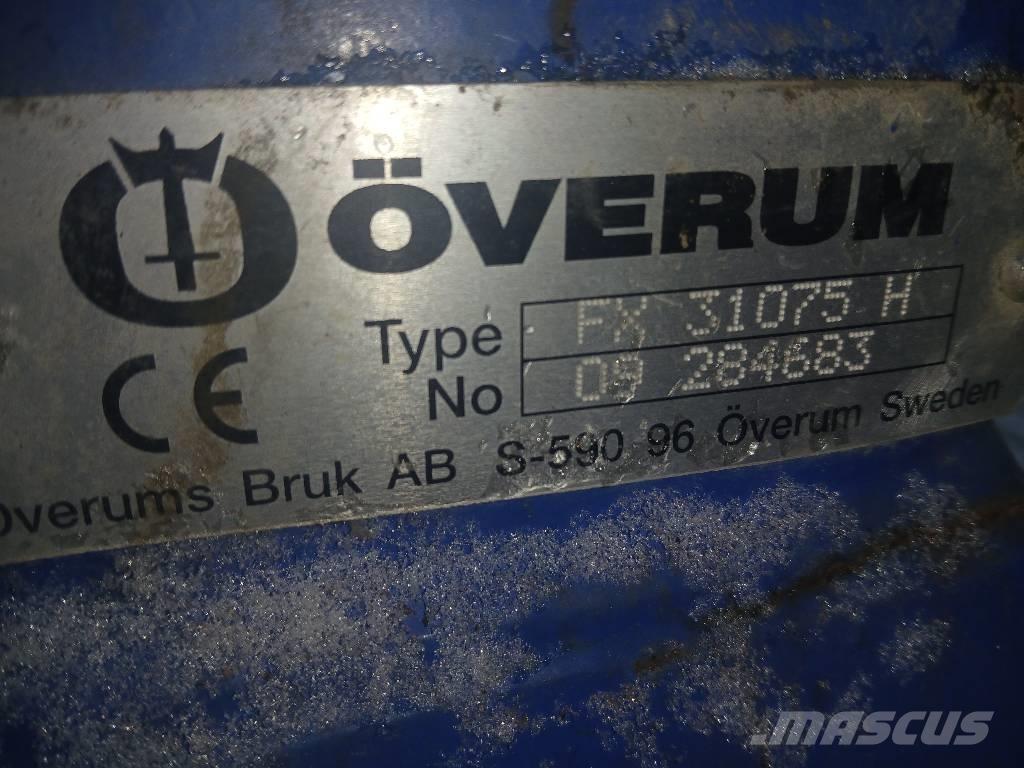 ÖVERUM
Type FX 31075 H
No 09 284683
CE
Överums Bruk AB S-590 96 Överum Sweden
MASCUS